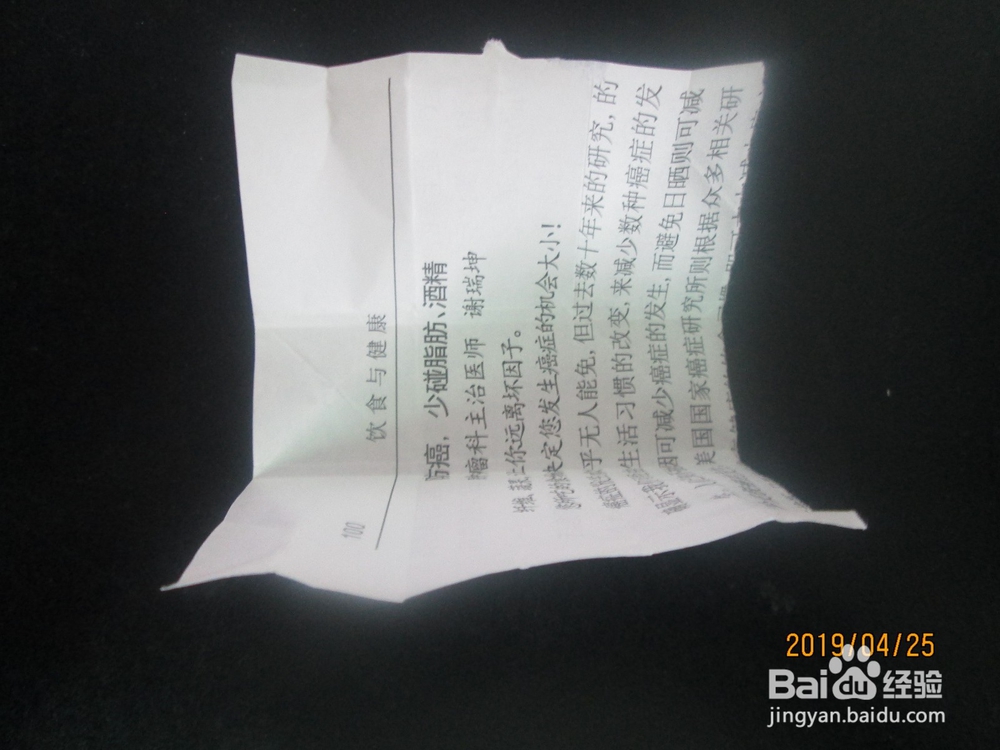 100
饮食与健康
防癌，少碰脂肪、酒精
瘤科主治医师 谢瑞坤
你远离坏因子。
决定您发生癌症的机会大小！
乎无人能免，但过去数十年来的研究，的
生活习惯的改变，来减少数种癌症的发
因可减少癌症的发生，而避免日晒则可减
美国国家癌症研究所则根据众多相关研
2019/04/25
Baidu经验
jingyan.baidu.com